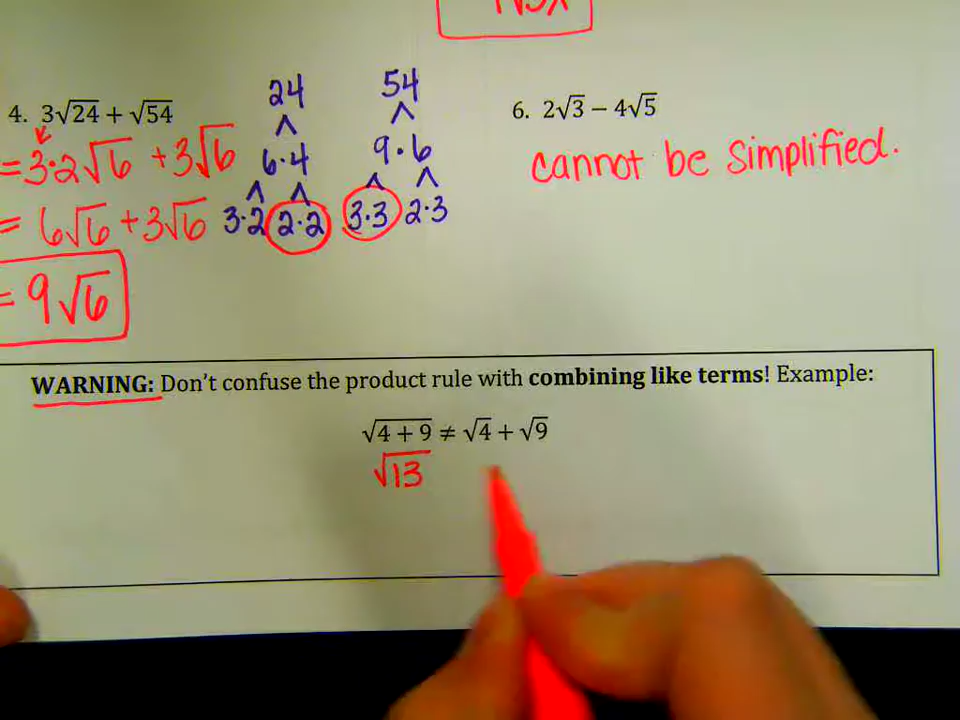 4. 3√24 + √54
= 3·2√6 + 3√6
= 6√6 + 3√6
= 9√6
24
6·4
3·2 2·2
54
9·6
3·3 2·3
6. 2√3 − 4√5
cannot be simplified.
WARNING: Don't confuse the product rule with combining like terms! Example:
√4 + 9 ≠ √4 + √9
√13